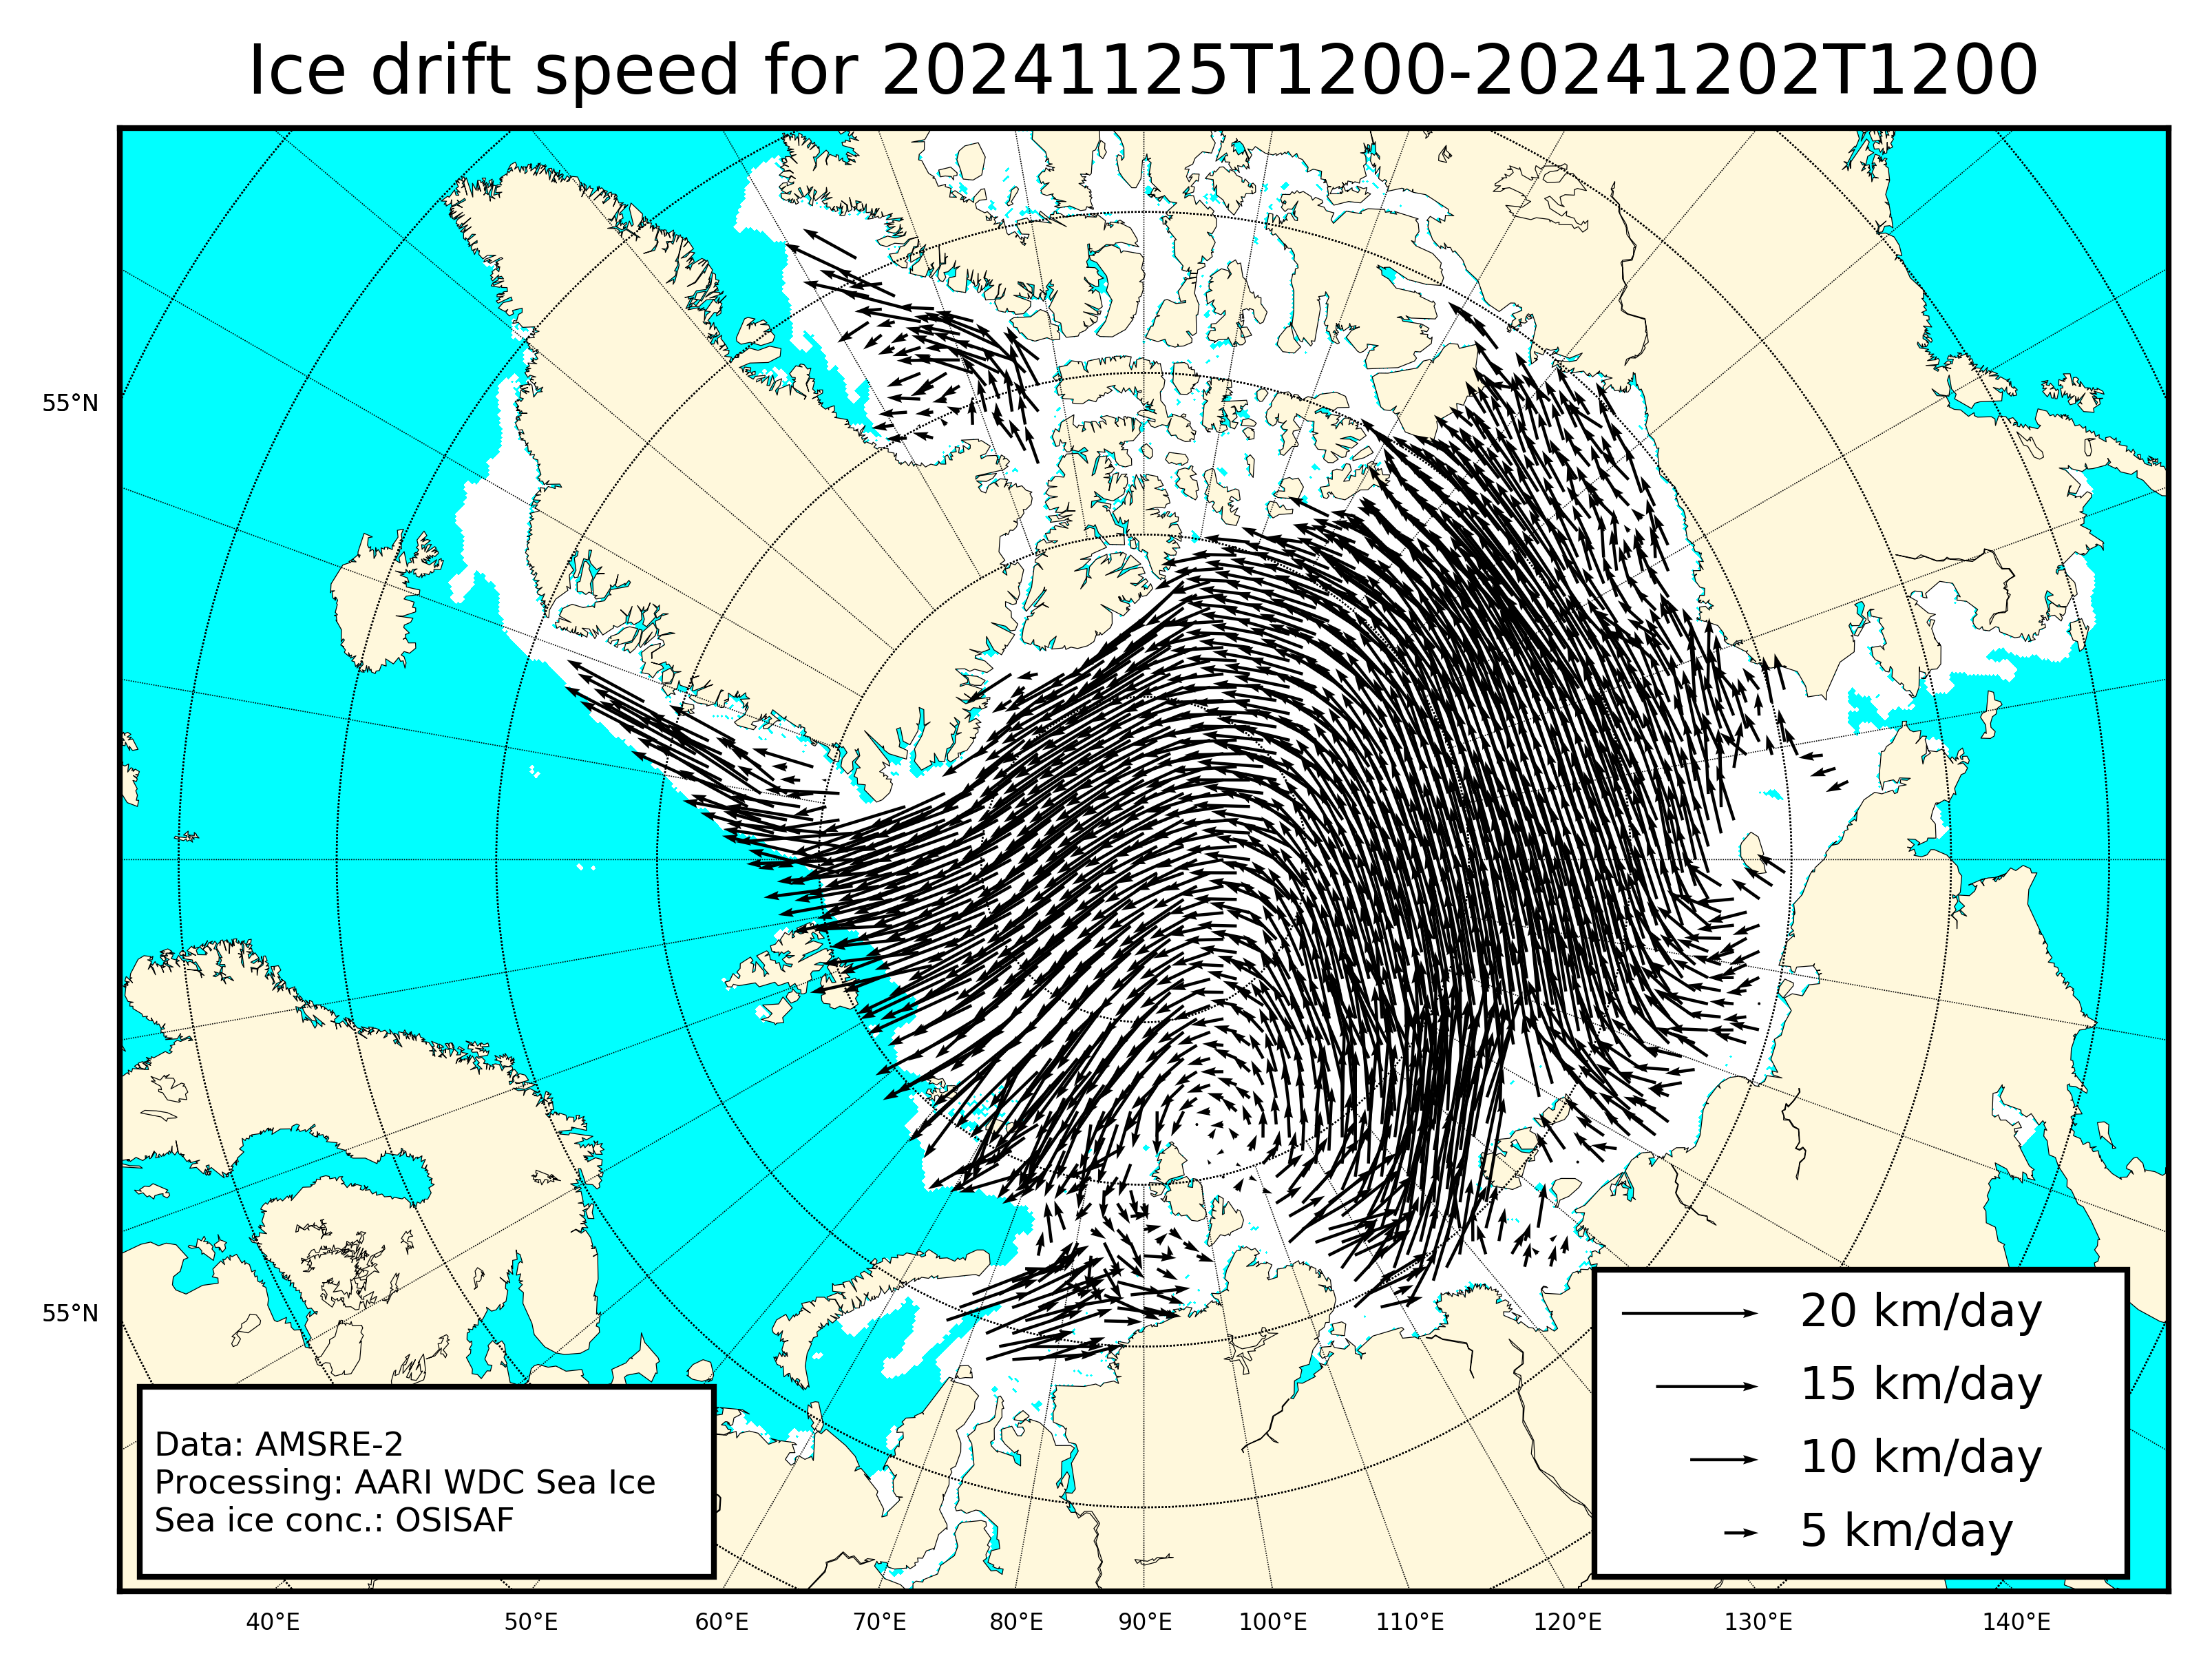 Ice drift speed for 20241125T1200-20241202T1200
55°N
55°N
20 km/day
15 km/day
10 km/day
5 km/day
Data: AMSRE-2
Processing: AARI WDC Sea Ice
Sea ice conc.: OSISAF
40°E 50°E 60°E 70°E 80°E 90°E 100°E 110°E 120°E 130°E 140°E